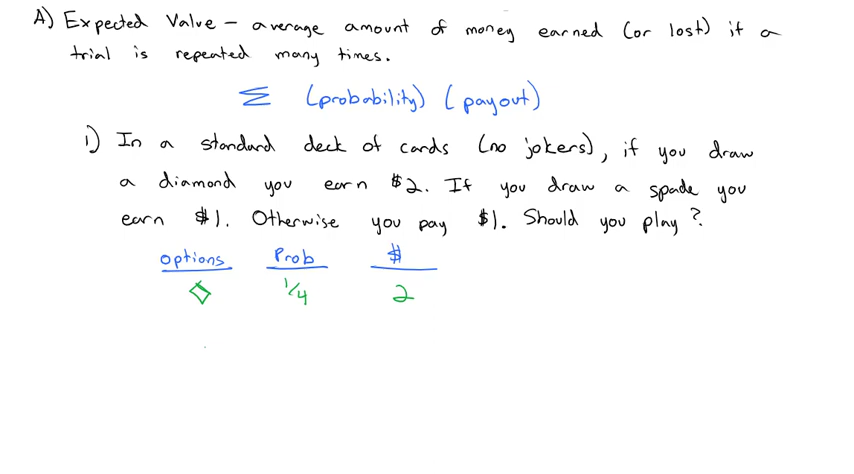 A) Expected Value – average amount of money earned (or lost) if a
trial is repeated many times.
Σ (probability) (payout)
1) In a standard deck of cards (no jokers), if you draw
a diamond you earn $2. If you draw a spade you
earn $1. Otherwise you pay $1. Should you play?
options Prob $
◇ 1/4 2